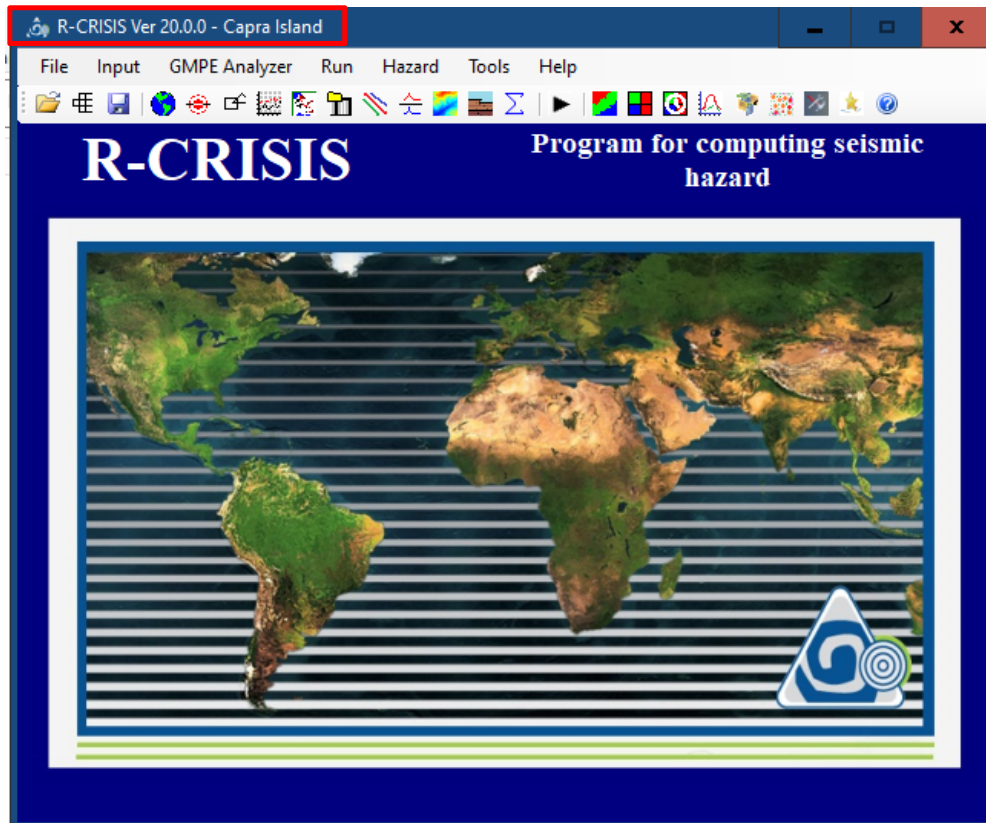 R-CRISIS Ver 20.0.0 - Capra Island
File Input GMPE Analyzer Run Hazard Tools Help
R-CRISIS
Program for computing seismic
hazard